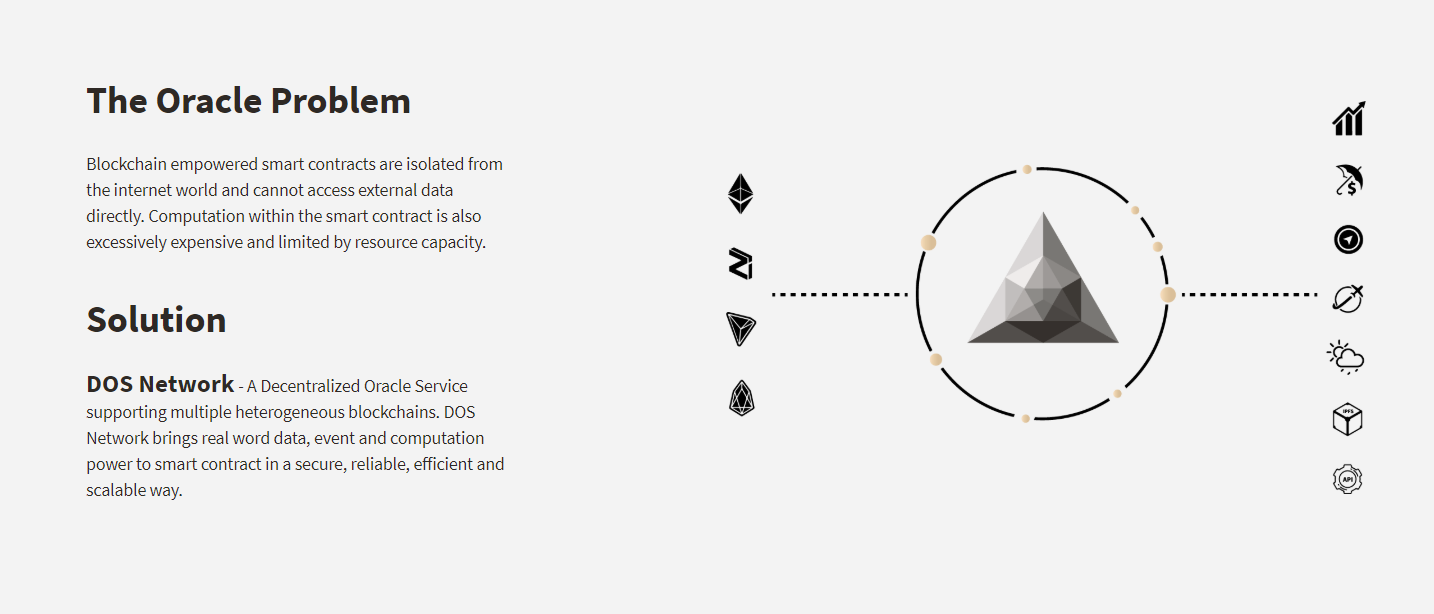 The Oracle Problem
Blockchain empowered smart contracts are isolated from
the internet world and cannot access external data
directly. Computation within the smart contract is also
excessively expensive and limited by resource capacity.
Solution
DOS Network - A Decentralized Oracle Service
supporting multiple heterogeneous blockchains. DOS
Network brings real word data, event and computation
power to smart contract in a secure, reliable, efficient and
scalable way.
IPFS
API